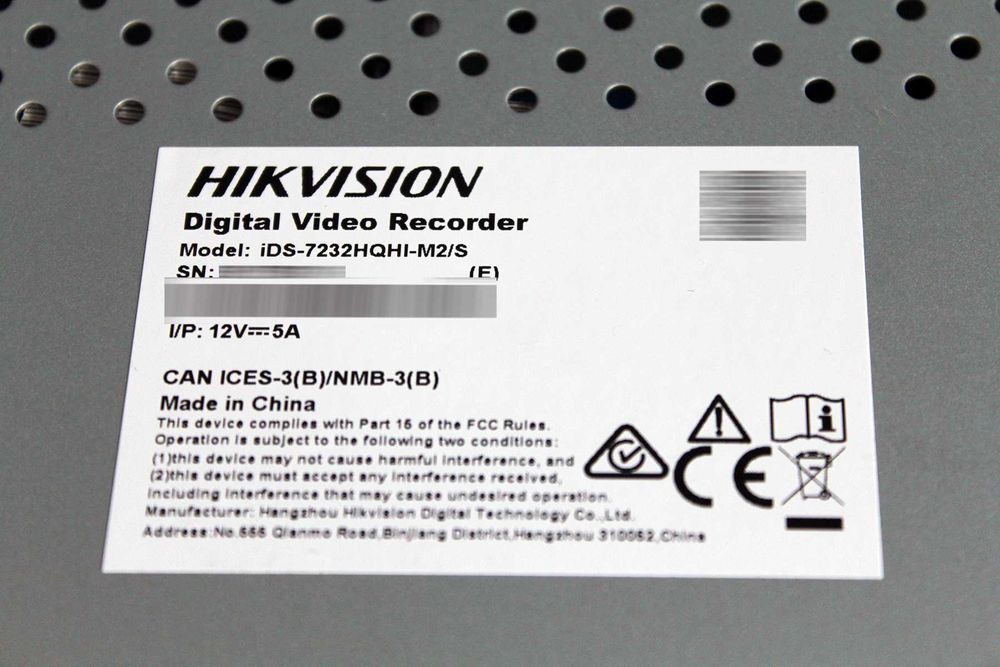 HIKVISION
Digital Video Recorder
Model: iDS-7232HQHI-M2/S
SN: (E)
I/P: 12V⎓5A
CAN ICES-3(B)/NMB-3(B)
Made in China
This device complies with Part 15 of the FCC Rules.
Operation is subject to the following two conditions:
(1)this device may not cause harmful interference, and
(2)this device must accept any interference received,
including interference that may cause undesired operation.
Manufacturer: Hangzhou Hikvision Digital Technology Co.,Ltd.
Address:No.555 Qianmo Road,Binjiang District,Hangzhou 310052,China
CE